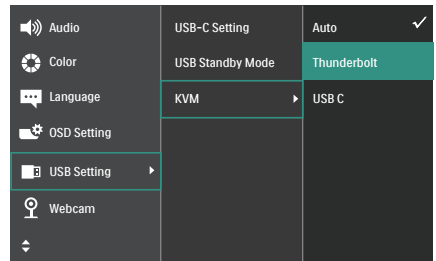 Audio
Color
Language
OSD Setting
USB Setting
Webcam
USB-C Setting
USB Standby Mode
KVM
Auto
Thunderbolt
USB C